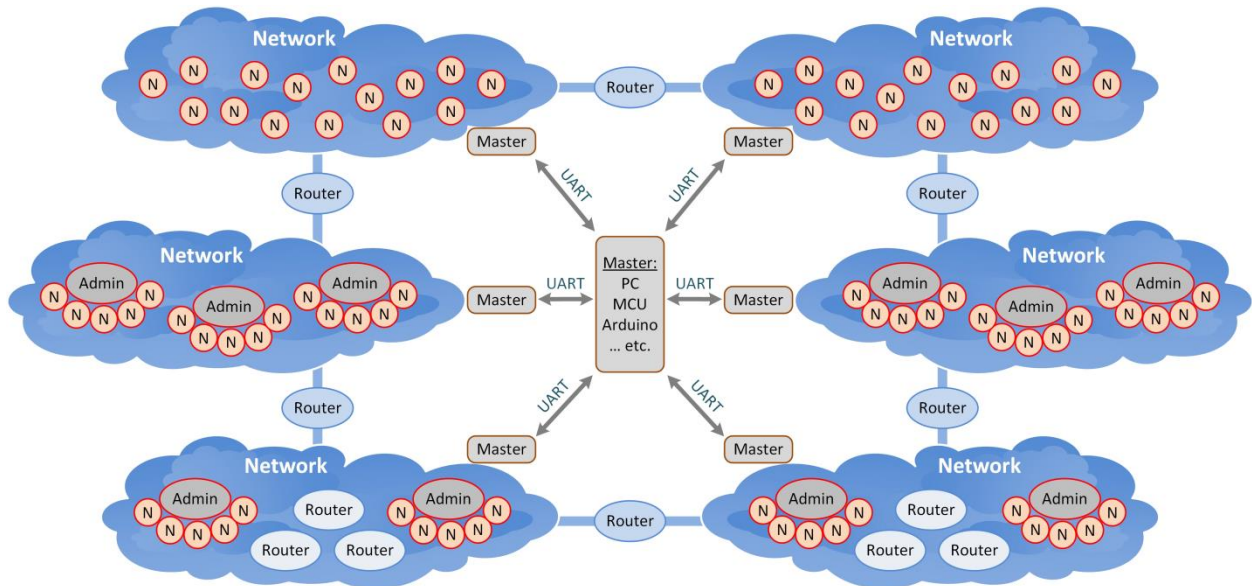 Network
N N N N N N N N N
N N N N N N
Network
N N N N N N N N N
N N N N N N
Router
Master
Master
UART
UART
Router
Router
Network
Admin
N N N N N
Admin
N N N N N
Admin
N N N N N
Master
UART
Master:
PC
MCU
Arduino
... etc.
UART
Master
Network
Admin
N N N N N
Admin
N N N N N
Admin
N N N N N
Router
Router
UART
UART
Master
Master
Network
Admin
N N N N N
Router
Router
Router
Admin
N N N N N
Router
Network
Admin
N N N N N
Router
Router
Router
Admin
N N N N N